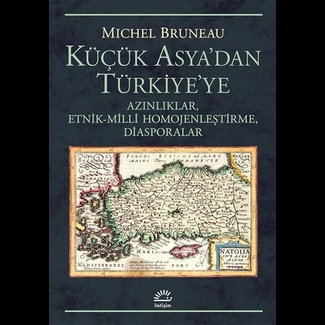 MICHEL BRUNEAU
KÜÇÜK ASYA'DAN
TÜRKİYE'YE
AZINLIKLAR,
ETNİK-MİLLİ HOMOJENLEŞTİRME,
DİASPORALAR
NATOLIA
iletişim